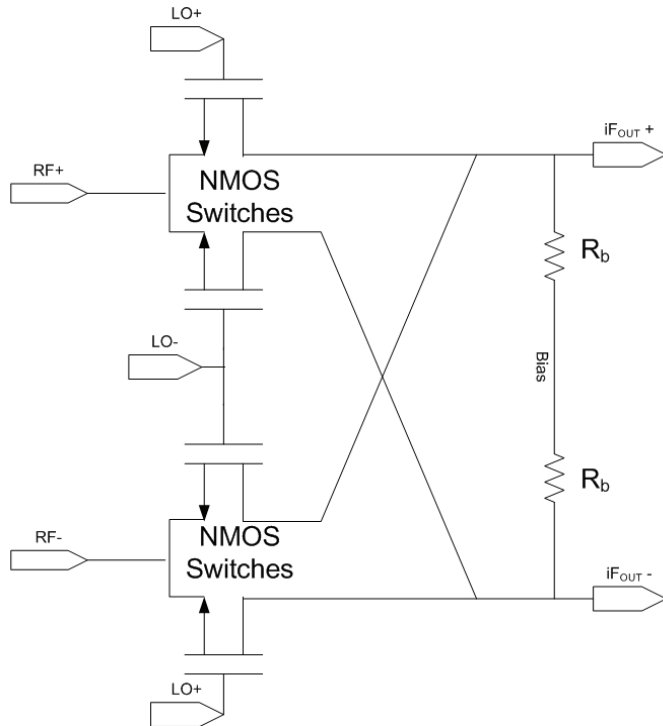 LO+
RF+
NMOS
Switches
iFOUT +
Rb
LO-
Bias
Rb
RF-
NMOS
Switches
iFOUT -
LO+